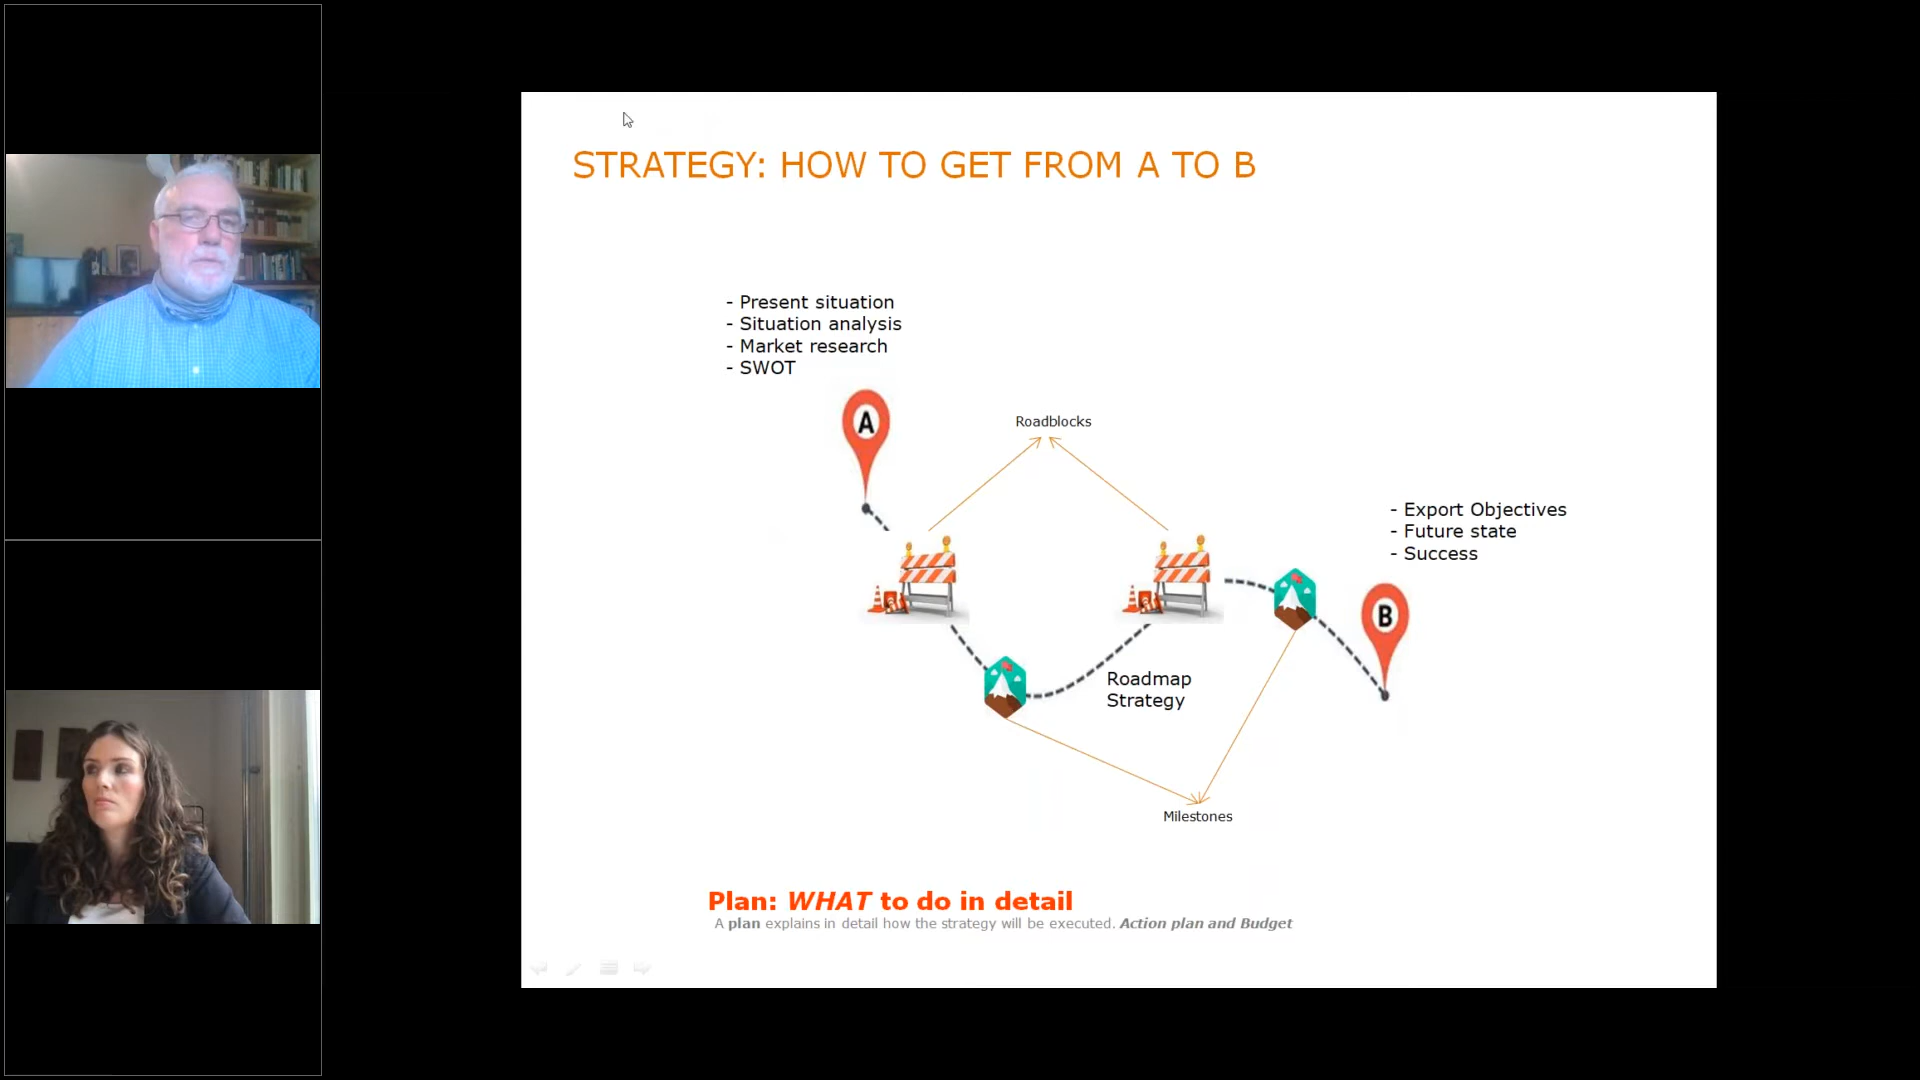 STRATEGY: HOW TO GET FROM A TO B
- Present situation
- Situation analysis
- Market research
- SWOT
A
Roadblocks
- Export Objectives
- Future state
- Success
B
Roadmap
Strategy
Milestones
Plan: WHAT to do in detail
A plan explains in detail how the strategy will be executed. Action plan and Budget